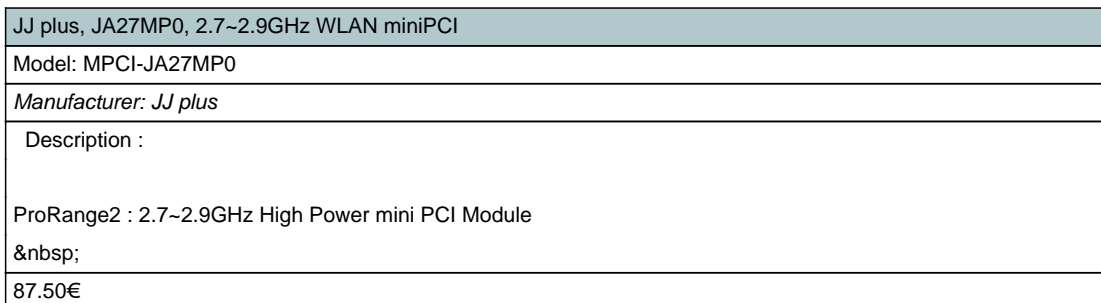 JJ plus, JA27MP0, 2.7~2.9GHz WLAN miniPCI
Model: MPCI-JA27MP0
Manufacturer: JJ plus
Description :
ProRange2 : 2.7~2.9GHz High Power mini PCI Module
&nbsp;
87.50€